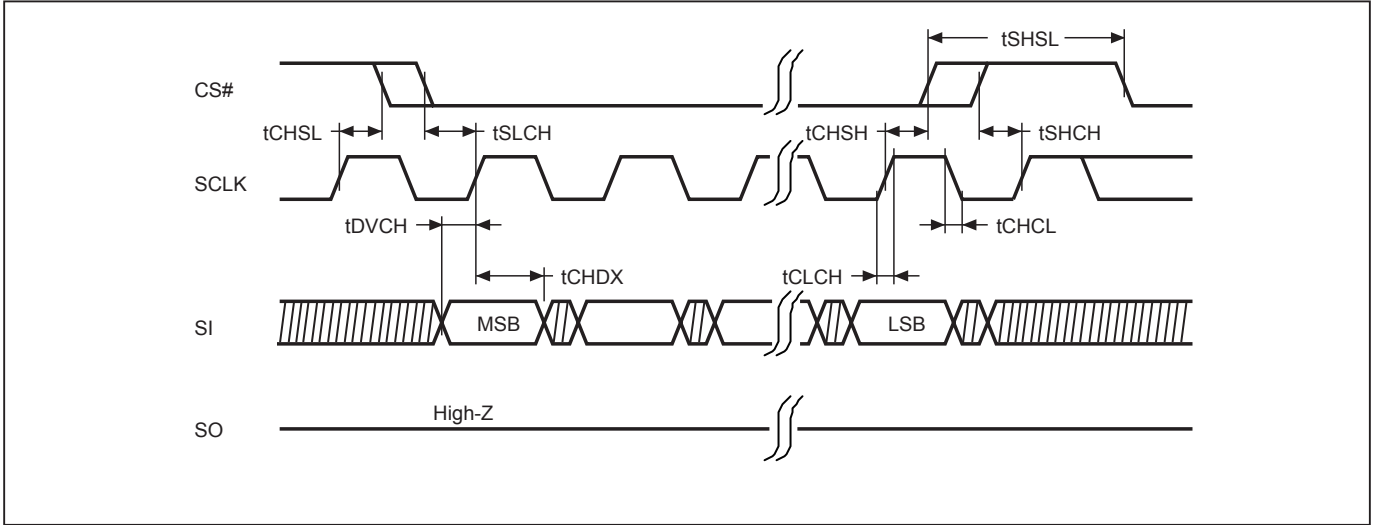 tSHSL
CS#
tCHSL
tSLCH
tCHSH
tSHCH
SCLK
tDVCH
tCHCL
tCHDX
tCLCH
SI
MSB
LSB
High-Z
SO